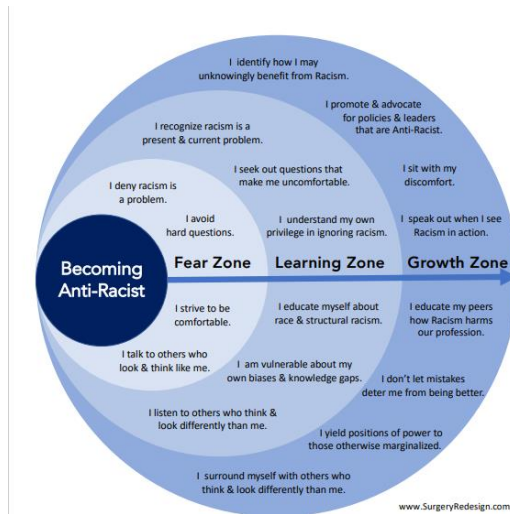 I identify how I may
unknowingly benefit from Racism.
I promote & advocate
for policies & leaders
that are Anti-Racist.
I recognize racism is a
present & current problem.
I seek out questions that
make me uncomfortable.
I sit with my
discomfort.
I deny racism is
a problem.
I avoid
hard questions.
I understand my own
privilege in ignoring racism.
I speak out when I see
Racism in action.
Becoming
Anti-Racist
Fear Zone
Learning Zone
Growth Zone
I strive to be
comfortable.
I educate myself about
race & structural racism.
I educate my peers
how Racism harms
our profession.
I talk to others who
look & think like me.
I am vulnerable about my
own biases & knowledge gaps.
I don't let mistakes
deter me from being better.
I listen to others who think &
look differently than me.
I yield positions of power to
those otherwise marginalized.
I surround myself with others who
think & look differently than me.
www.SurgeryRedesign.com